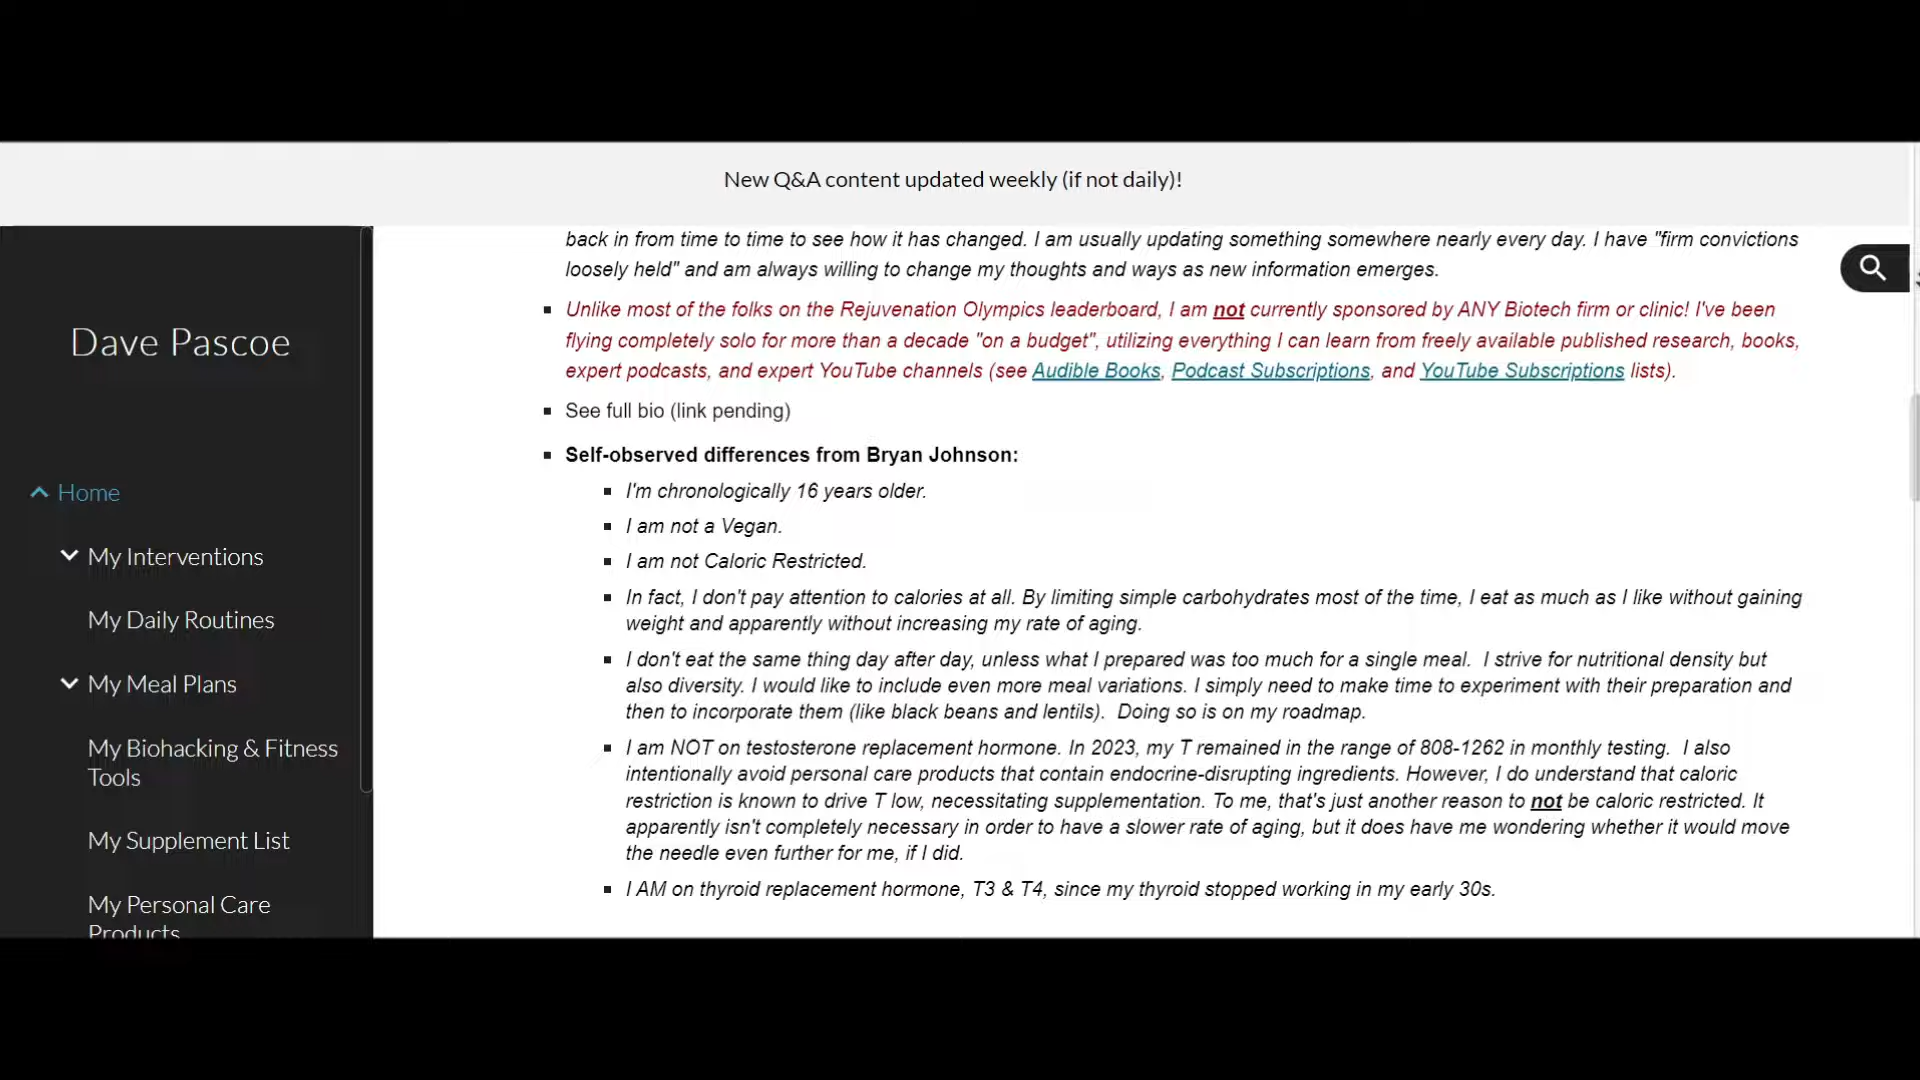 New Q&A content updated weekly (if not daily)!
Dave Pascoe
Home
My Interventions
My Daily Routines
My Meal Plans
My Biohacking & Fitness
Tools
My Supplement List
My Personal Care
Products
back in from time to time to see how it has changed. I am usually updating something somewhere nearly every day. I have "firm convictions
loosely held" and am always willing to change my thoughts and ways as new information emerges.
Unlike most of the folks on the Rejuvenation Olympics leaderboard, I am not currently sponsored by ANY Biotech firm or clinic! I've been
flying completely solo for more than a decade "on a budget", utilizing everything I can learn from freely available published research, books,
expert podcasts, and expert YouTube channels (see Audible Books, Podcast Subscriptions, and YouTube Subscriptions lists).
See full bio (link pending)
Self-observed differences from Bryan Johnson:
I'm chronologically 16 years older.
I am not a Vegan.
I am not Caloric Restricted.
In fact, I don't pay attention to calories at all. By limiting simple carbohydrates most of the time, I eat as much as I like without gaining
weight and apparently without increasing my rate of aging.
I don't eat the same thing day after day, unless what I prepared was too much for a single meal. I strive for nutritional density but
also diversity. I would like to include even more meal variations. I simply need to make time to experiment with their preparation and
then to incorporate them (like black beans and lentils). Doing so is on my roadmap.
I am NOT on testosterone replacement hormone. In 2023, my T remained in the range of 808-1262 in monthly testing. I also
intentionally avoid personal care products that contain endocrine-disrupting ingredients. However, I do understand that caloric
restriction is known to drive T low, necessitating supplementation. To me, that's just another reason to not be caloric restricted. It
apparently isn't completely necessary in order to have a slower rate of aging, but it does have me wondering whether it would move
the needle even further for me, if I did.
I AM on thyroid replacement hormone, T3 & T4, since my thyroid stopped working in my early 30s.